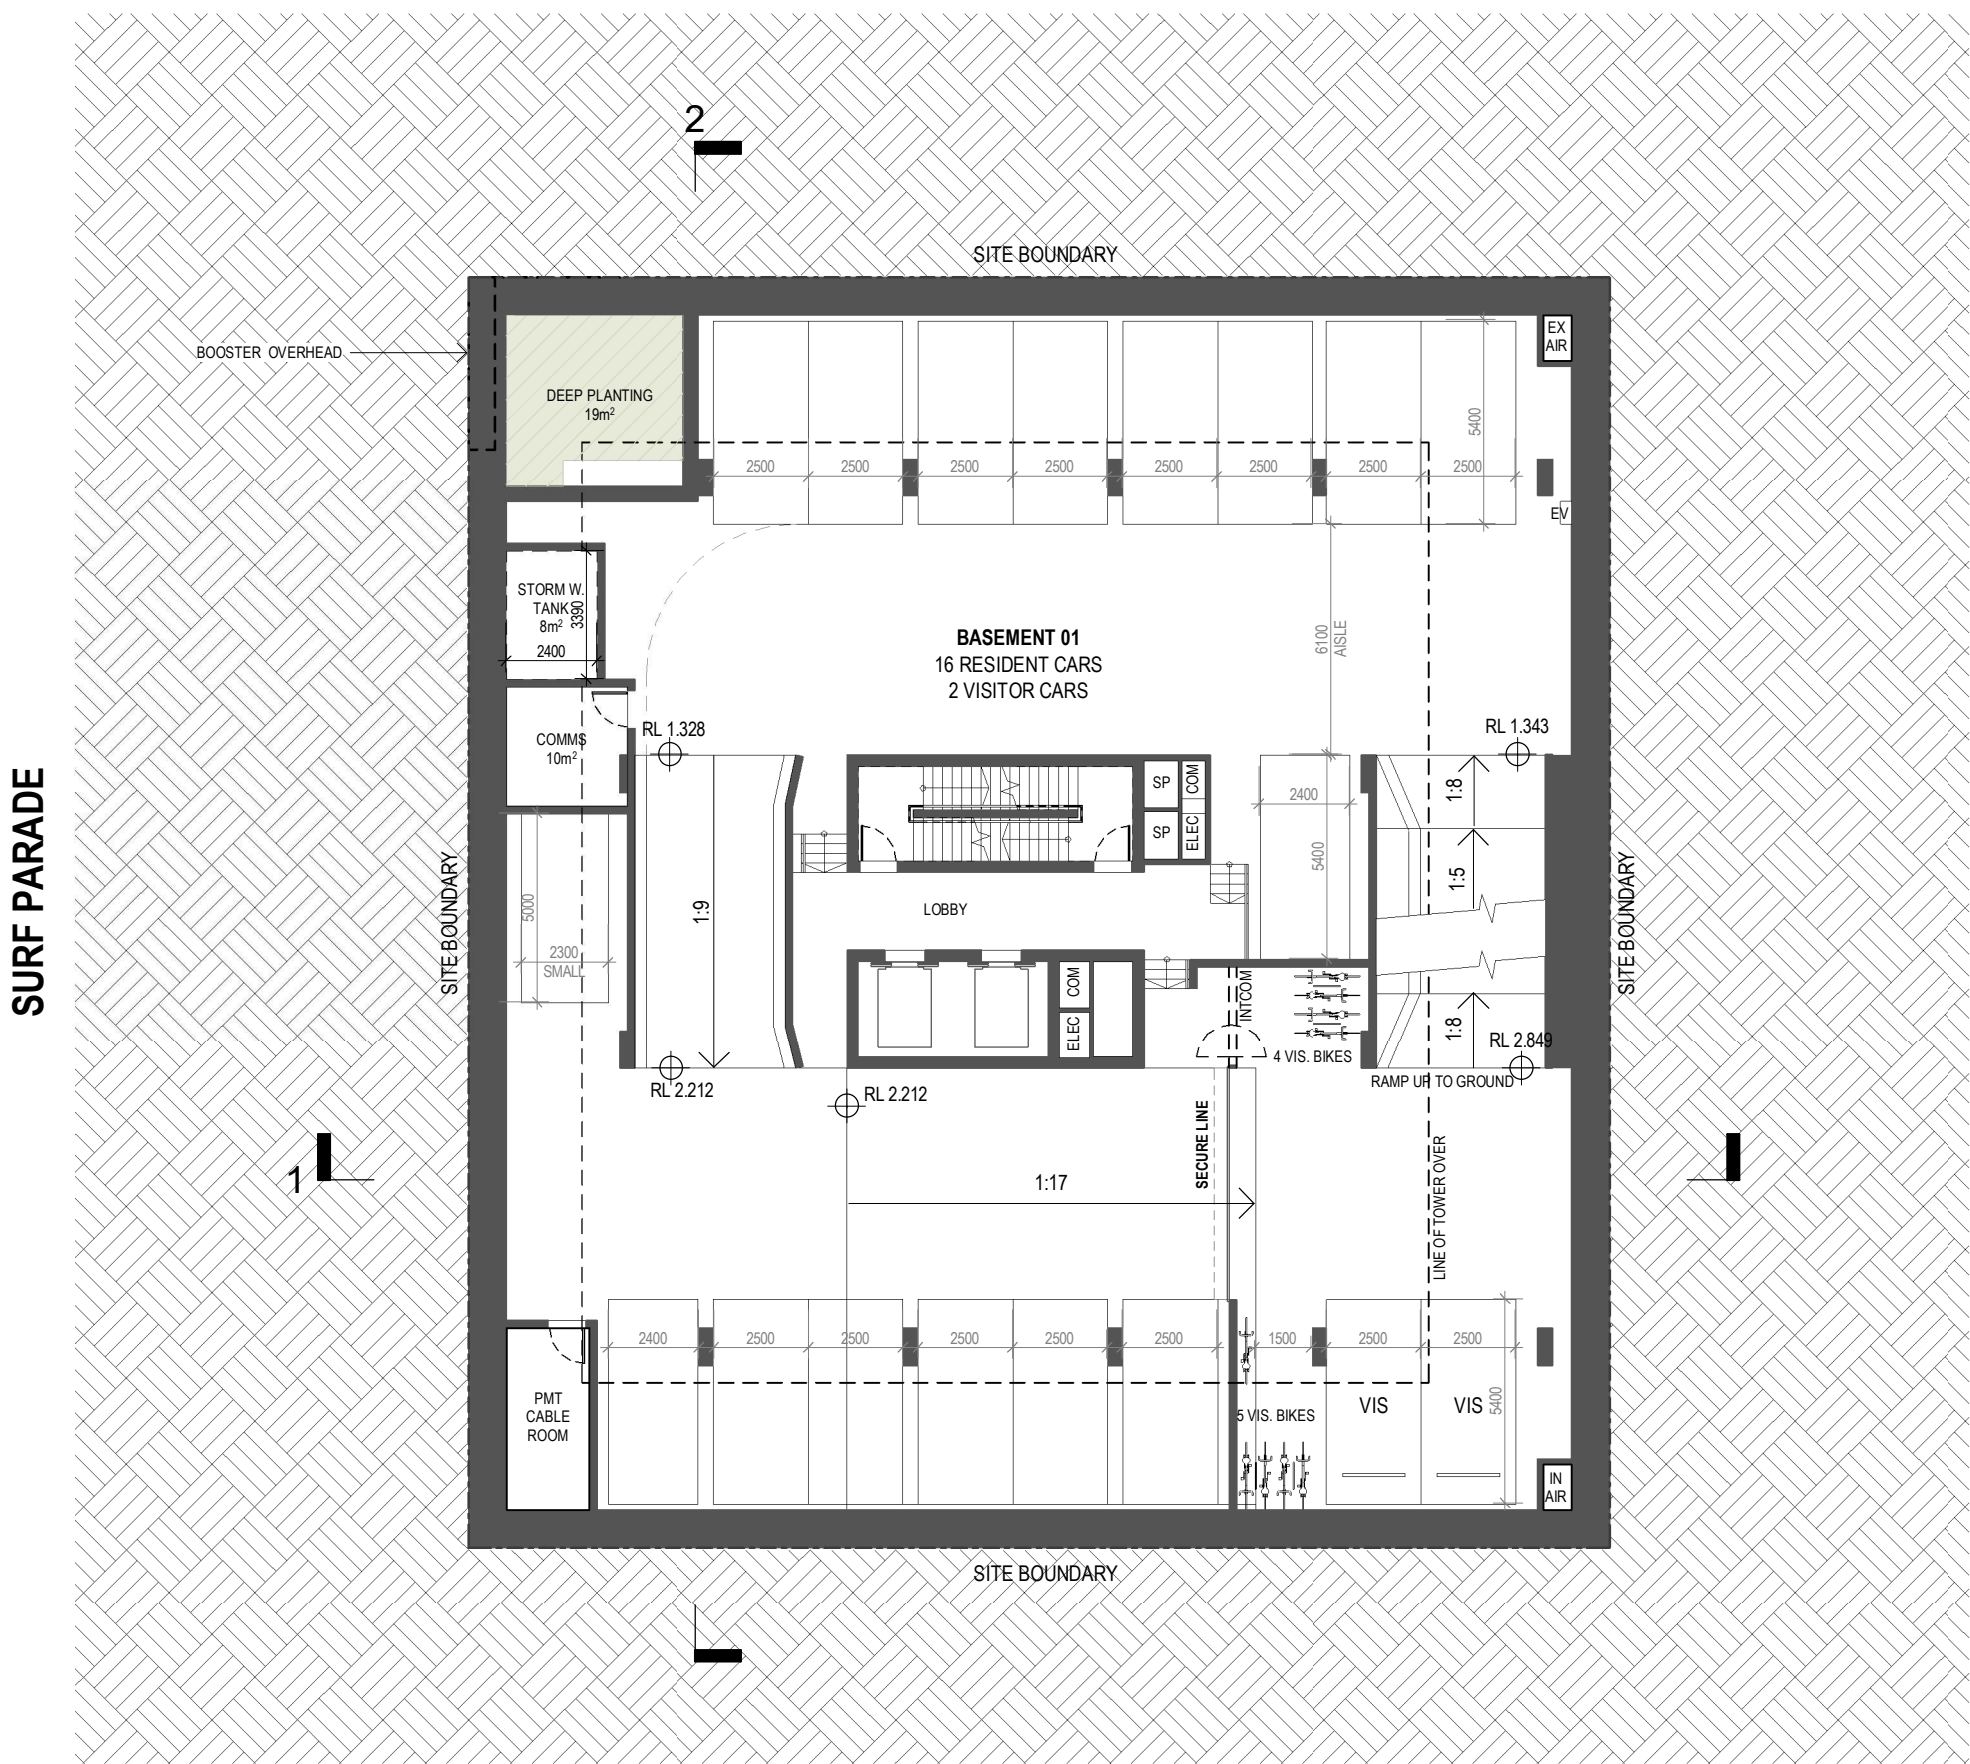 2
SITE BOUNDARY
BOOSTER OVERHEAD
EX
AIR
DEEP PLANTING
19m²
5400
2500
2500
2500
2500
2500
2500
2500
2500
EV
STORM W.
TANK
8m²
3390
2400
BASEMENT 01
16 RESIDENT CARS
2 VISITOR CARS
6100
AISLE
RL 1.328
RL 1.343
COMMS
10m²
SP
COM
2400
1:8
SP
ELEC
5400
1:5
SURF PARADE
SITE BOUNDARY
5000
2300
SMALL
1:9
LOBBY
SITE BOUNDARY
COM
ELEC
INTCOM
4 VIS. BIKES
1:8
RL 2.849
RAMP UP TO GROUND
RL 2.212
RL 2.212
SECURE LINE
LINE OF TOWER OVER
1
1:17
2400
2500
2500
2500
2500
2500
1500
2500
2500
PMT
CABLE
ROOM
5 VIS. BIKES
VIS
VIS
5400
IN
AIR
SITE BOUNDARY